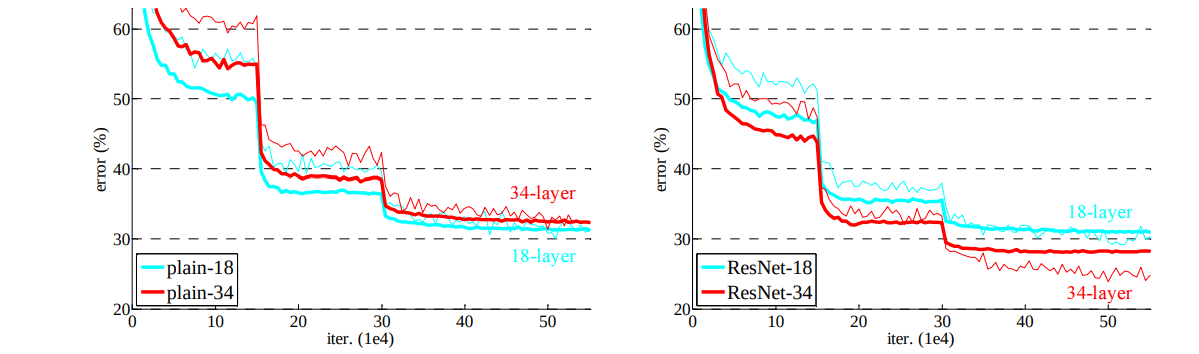 60
50
40
30
20
error (%)
0 10 20 30 40 50
iter. (1e4)
34-layer
18-layer
plain-18
plain-34
60
50
40
30
20
error (%)
0 10 20 30 40 50
iter. (1e4)
18-layer
34-layer
ResNet-18
ResNet-34